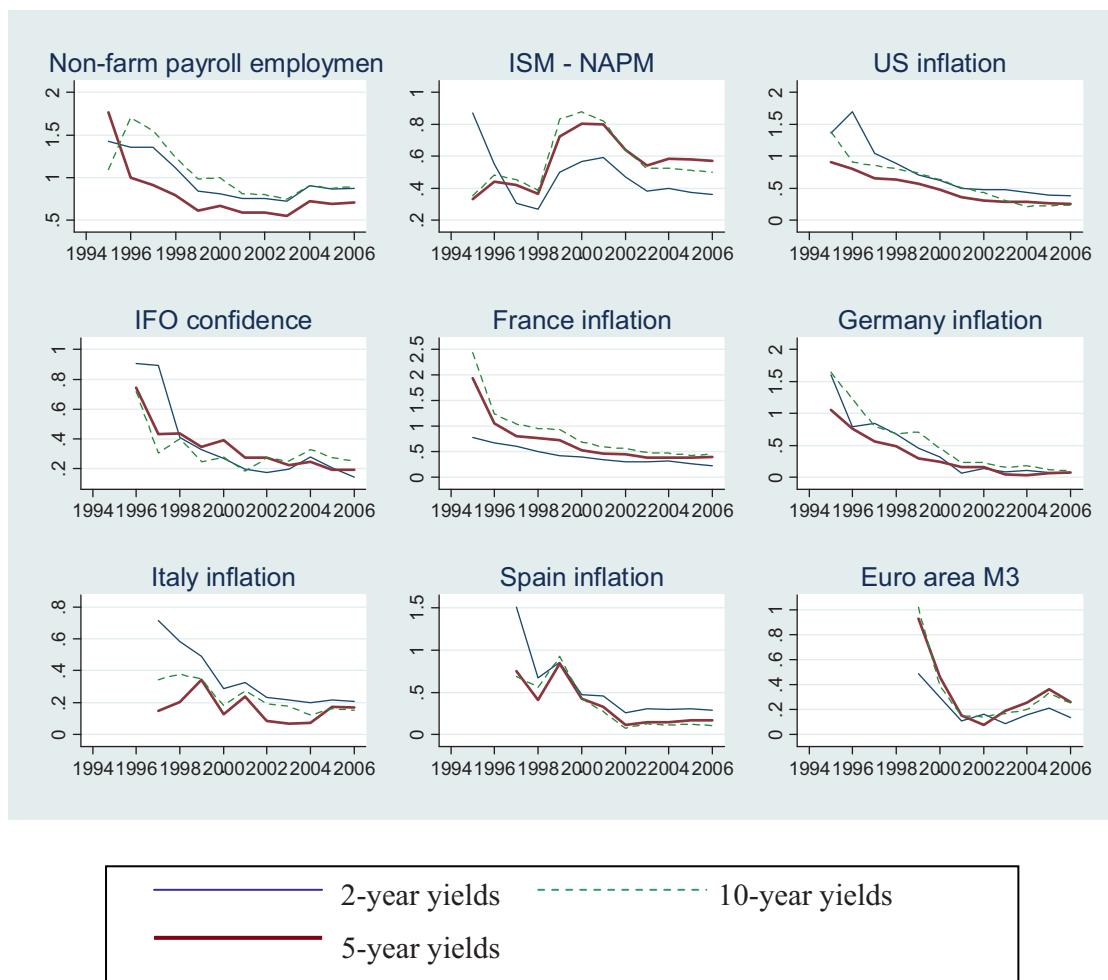 Non-farm payroll employmen
ISM - NAPM
US inflation
.5 1 1.5 2
.2 .4 .6 .8 1
0 .5 1 1.5 2
1994 1996 1998 2000 2002 2004 2006
1994 1996 1998 2000 2002 2004 2006
1994 1996 1998 2000 2002 2004 2006
IFO confidence
France inflation
Germany inflation
.2 .4 .6 .8 1
0 .5 1 1.5 2 2.5
0 .5 1 1.5 2
1994 1996 1998 2000 2002 2004 2006
1994 1996 1998 2000 2002 2004 2006
1994 1996 1998 2000 2002 2004 2006
Italy inflation
Spain inflation
Euro area M3
0 .2 .4 .6 .8
0 .5 1 1.5
0 .2 .4 .6 .8 1
1994 1996 1998 2000 2002 2004 2006
1994 1996 1998 2000 2002 2004 2006
1994 1996 1998 2000 2002 2004 2006
2-year yields
10-year yields
5-year yields